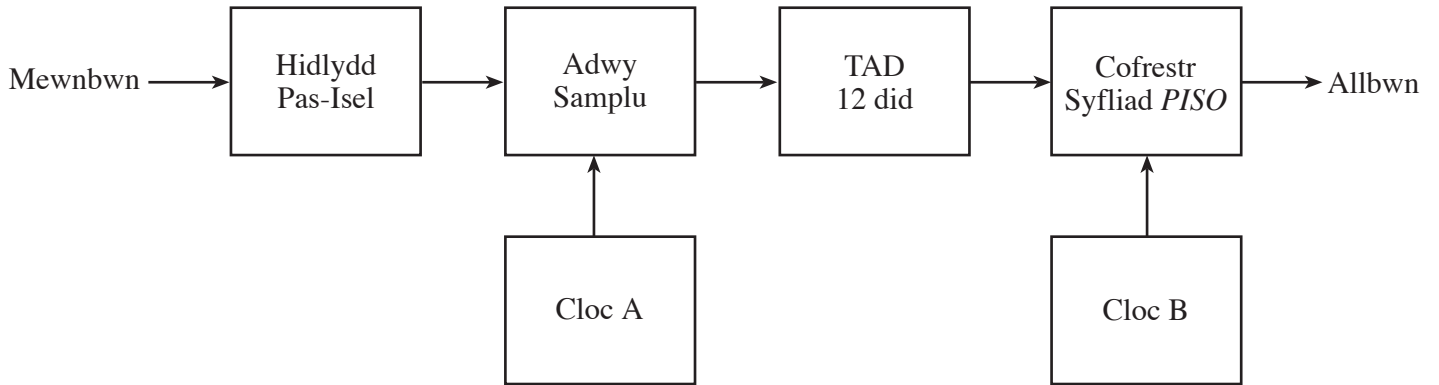 Mewnbwn
Hidlydd
Pas-Isel
Adwy
Samplu
TAD
12 did
Cofrestr
Syfliad PISO
Allbwn
Cloc A
Cloc B